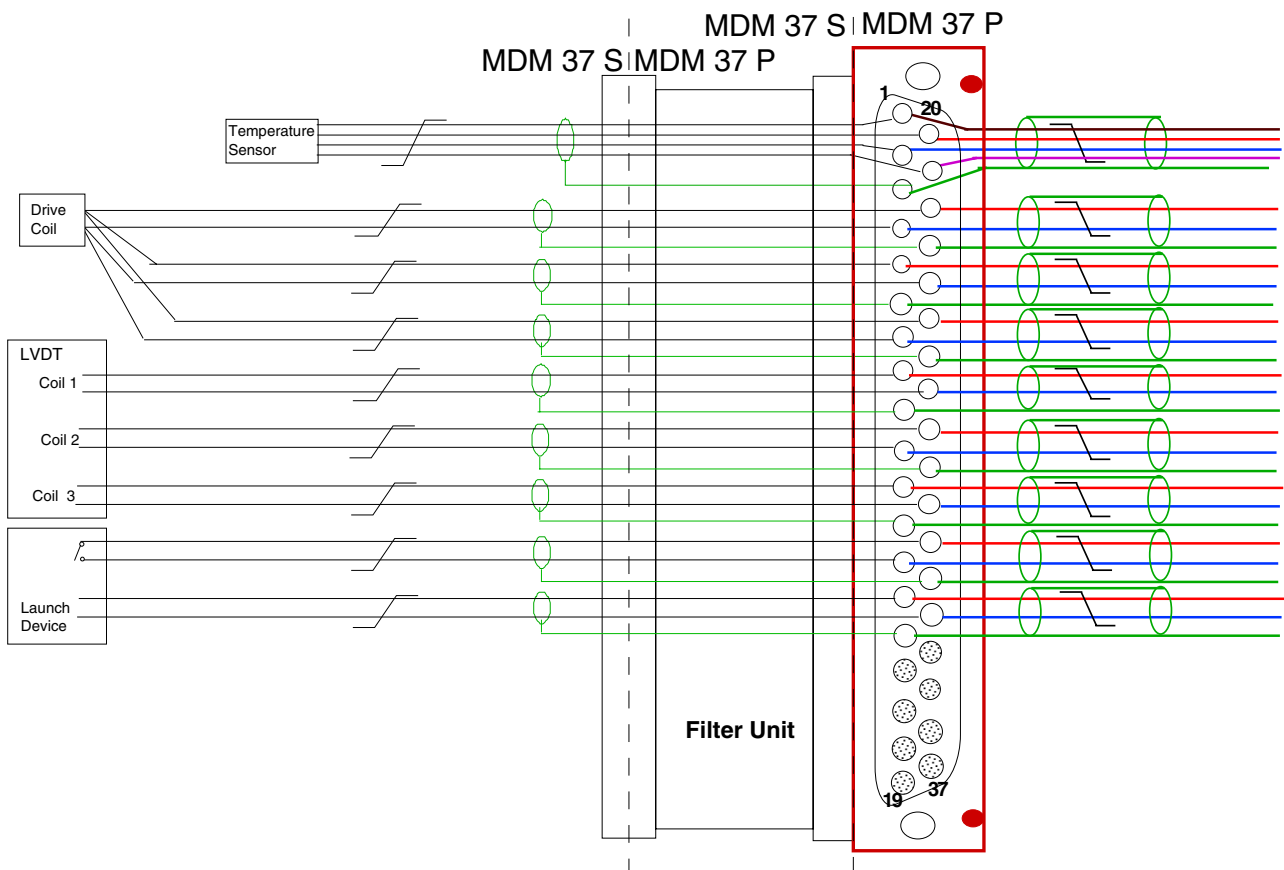 MDM 37 S MDM 37 P
MDM 37 S MDM 37 P
1
20
Temperature
Sensor
Drive
Coil
LVDT
Coil 1
Coil 2
Coil 3
Launch
Device
Filter Unit
19
37